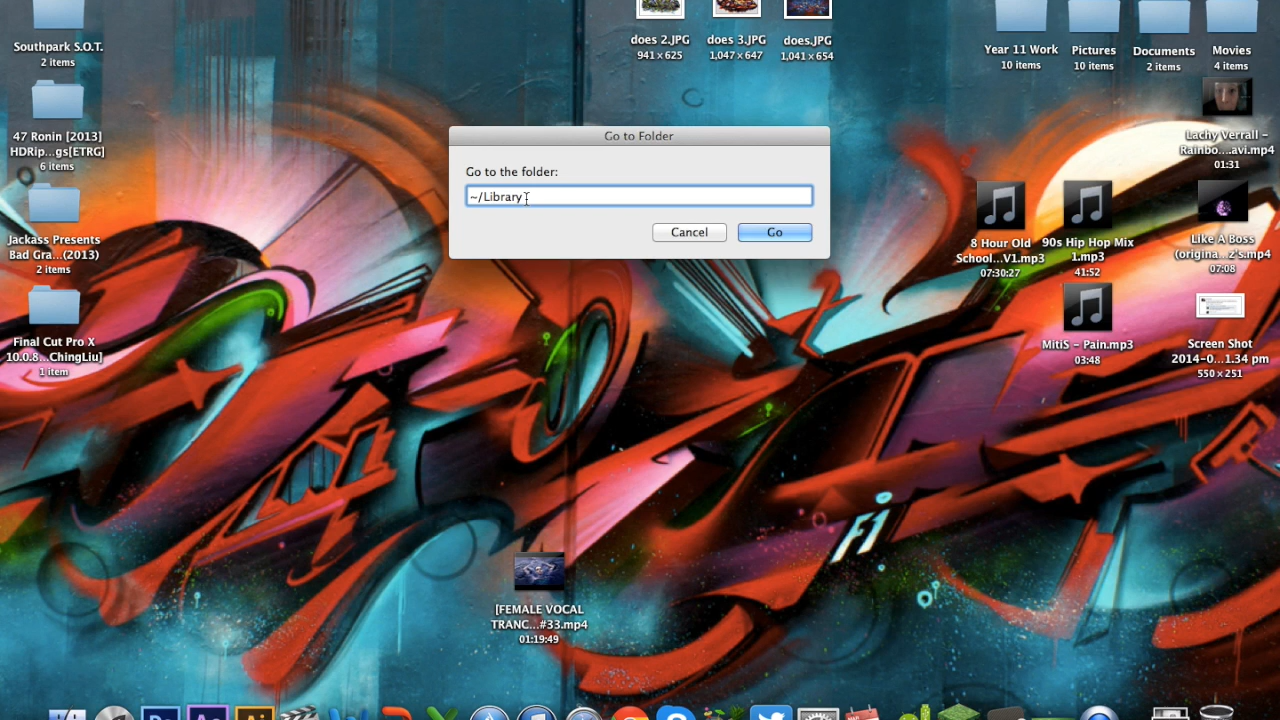 Southpark S.O.T.
2 items
47 Ronin [2013]
HDRip...gs[ETRG]
6 items
Jackass Presents
Bad Gra...(2013)
2 items
Final Cut Pro X
10.0.8...ChingLiu]
1 item
does 2.JPG
941 × 625
does 3.JPG
1,047 × 647
does.JPG
1,041 × 654
Go to Folder
Go to the folder:
~/Library
Cancel
Go
Year 11 Work
10 items
Pictures
10 items
Documents
2 items
Movies
4 items
Lachy Verrall –
Rainbo....avi.mp4
01:31
8 Hour Old
School...V1.mp3
07:30:27
90s Hip Hop Mix
1.mp3
41:52
Like A Boss
(origina...2's.mp4
07:08
MitiS – Pain.mp3
03:48
Screen Shot
2014-0...1.34 pm
550 × 251
F1
[FEMALE VOCAL
TRANC...#33.mp4
01:19:49